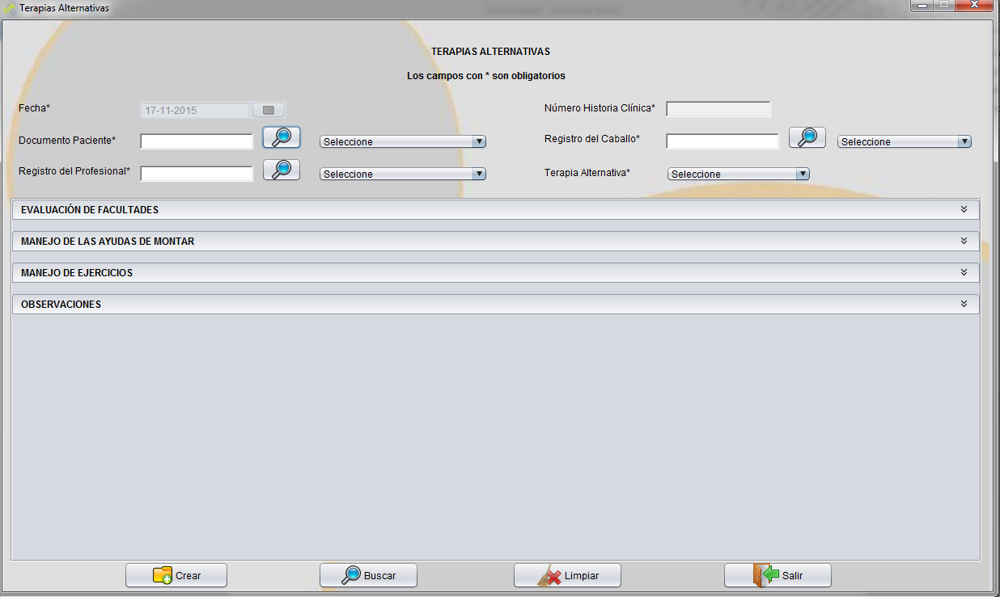 Terapias Alternativas
TERAPIAS ALTERNATIVAS
Los campos con * son obligatorios
Fecha* 17-11-2015 Número Historia Clínica*
Documento Paciente* Seleccione Registro del Caballo* Seleccione
Registro del Profesional* Seleccione Terapia Alternativa* Seleccione
EVALUACIÓN DE FACULTADES
MANEJO DE LAS AYUDAS DE MONTAR
MANEJO DE EJERCICIOS
OBSERVACIONES
Crear Buscar Limpiar Salir